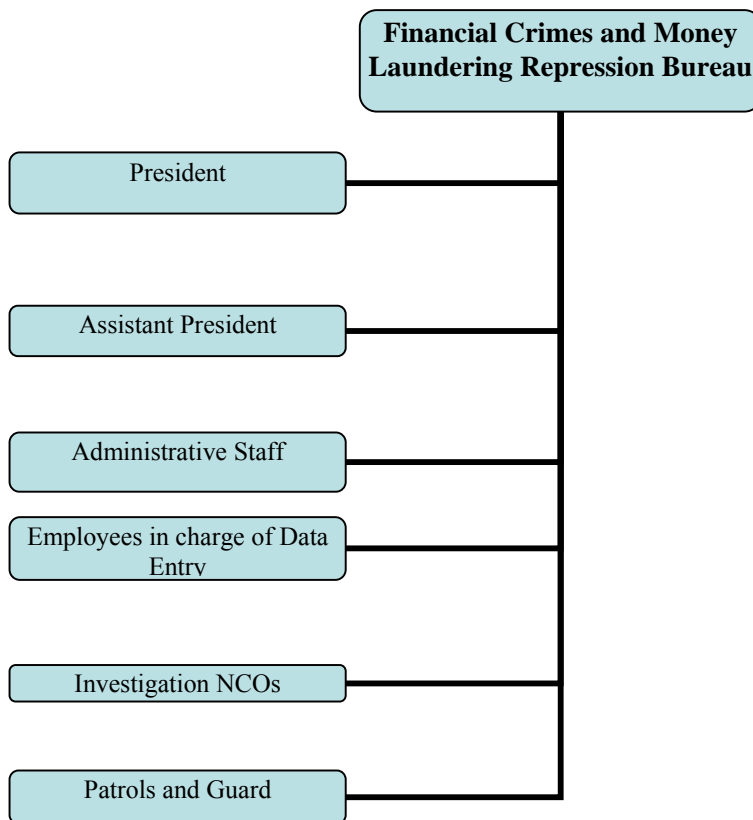 Financial Crimes and Money
Laundering Repression Bureau
President
Assistant President
Administrative Staff
Employees in charge of Data
Entry
Investigation NCOs
Patrols and Guard